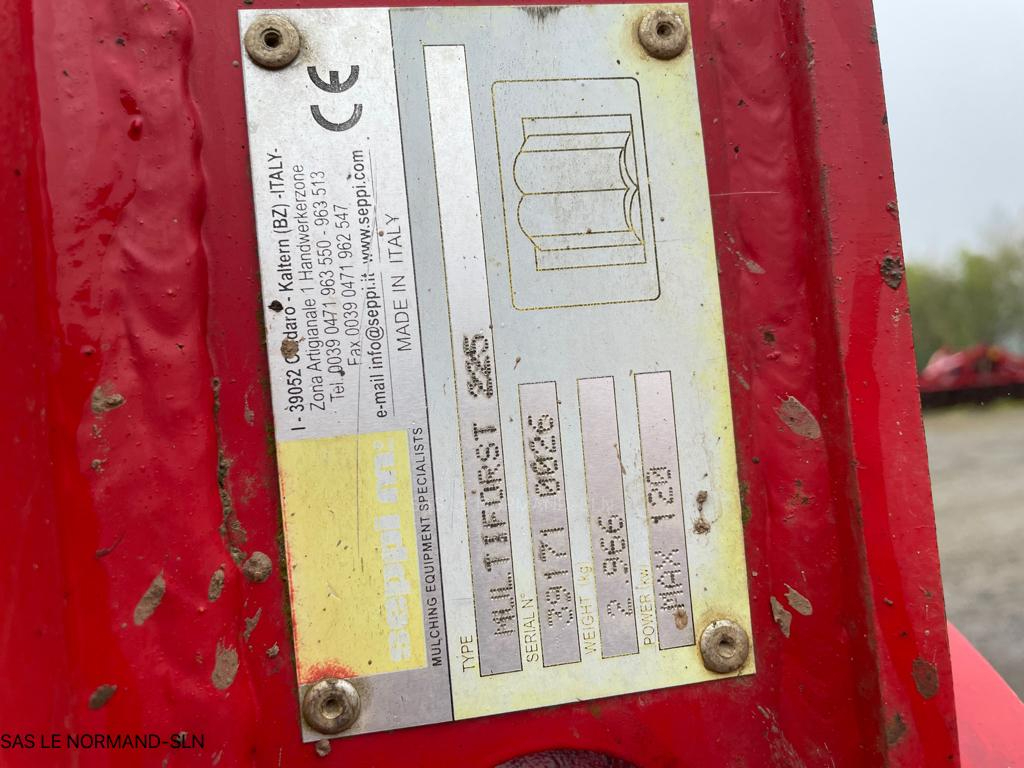 CE
I - 39052 Caldaro - Kaltern (BZ) -ITALY-
Zona Artigianale 1 Handwerkerzone
Tel. 0039 0471 963 550 - 963 513
Fax 0039 0471 962 547
e-mail info@seppi.it www.seppi.com
MADE IN ITALY
seppi m.
MULCHING EQUIPMENT SPECIALISTS
TYPE MULTIFORST 225
SERIAL N° 39171 0026
WEIGHT kg 2.966
POWER kw MAX 120
SAS LE NORMAND-SLN